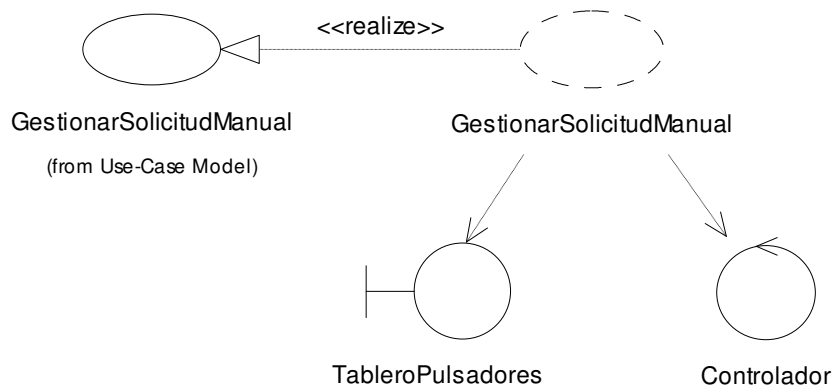 <<realize>>
GestionarSolicitudManual
GestionarSolicitudManual
(from Use-Case Model)
TableroPulsadores
Controlador